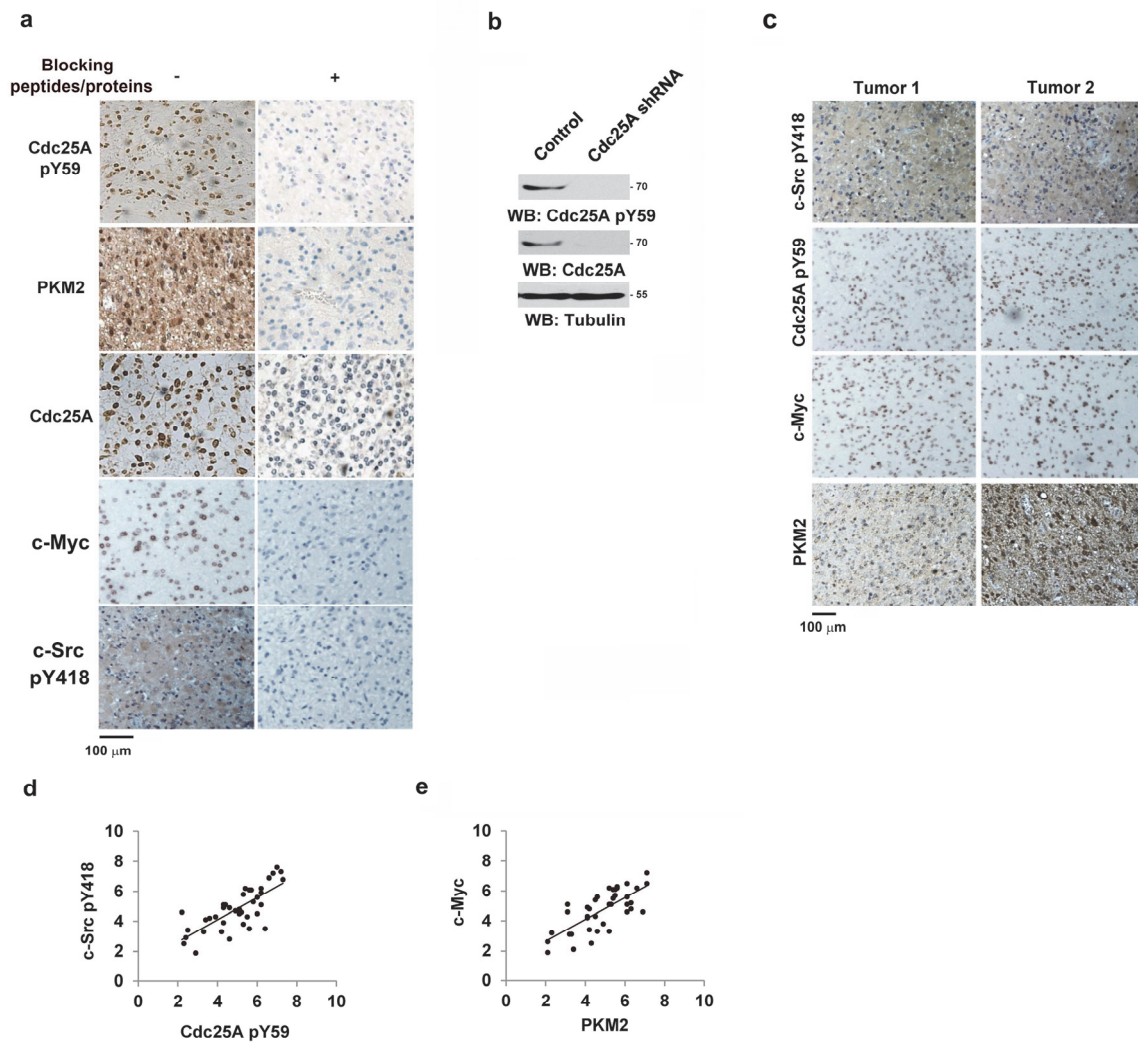 a
Blocking
peptides/proteins
-
+
Cdc25A
pY59
PKM2
Cdc25A
c-Myc
c-Src
pY418
100 μm
b
Control
Cdc25A shRNA
- 70
WB: Cdc25A pY59
- 70
WB: Cdc25A
- 55
WB: Tubulin
c
Tumor 1
Tumor 2
c-Src pY418
Cdc25A pY59
c-Myc
PKM2
100 μm
d
c-Src pY418
10
8
6
4
2
0
0 2 4 6 8 10
Cdc25A pY59
e
c-Myc
10
8
6
4
2
0
0 2 4 6 8 10
PKM2